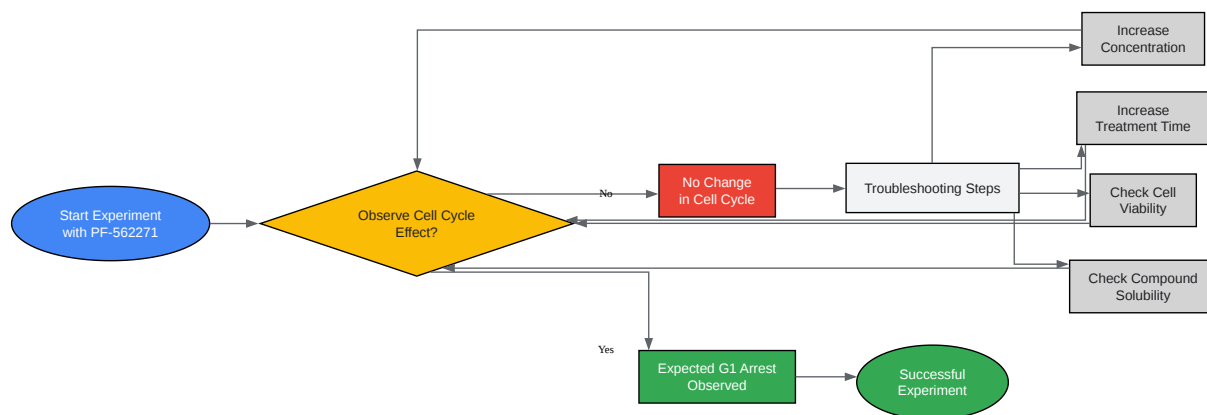 Start Experiment
with PF-562271
Observe Cell Cycle
Effect?
No
No Change
in Cell Cycle
Troubleshooting Steps
Increase
Concentration
Increase
Treatment Time
Check Cell
Viability
Check Compound
Solubility
Yes
Expected G1 Arrest
Observed
Successful
Experiment